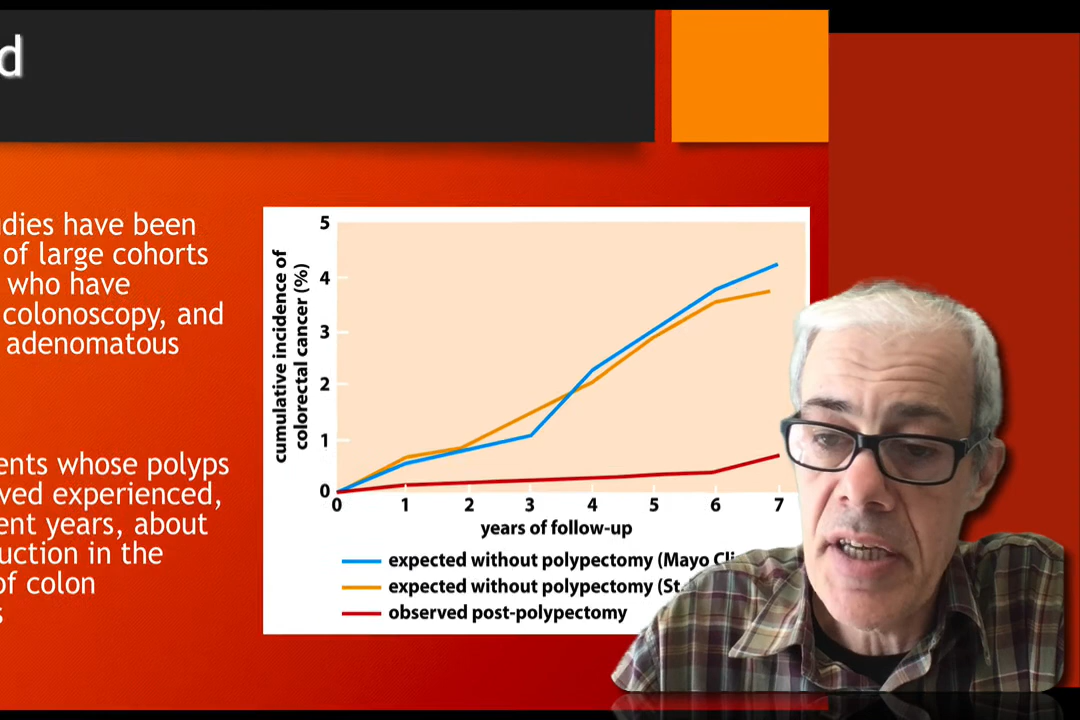 d
dies have been
of large cohorts
who have
colonoscopy, and
adenomatous
ents whose polyps
ved experienced,
ent years, about
uction in the
of colon
s
cumulative incidence of
colorectal cancer (%)
5
4
3
2
1
0
0 1 2 3 4 5 6 7
years of follow-up
expected without polypectomy (Mayo Cli
expected without polypectomy (St.
observed post-polypectomy